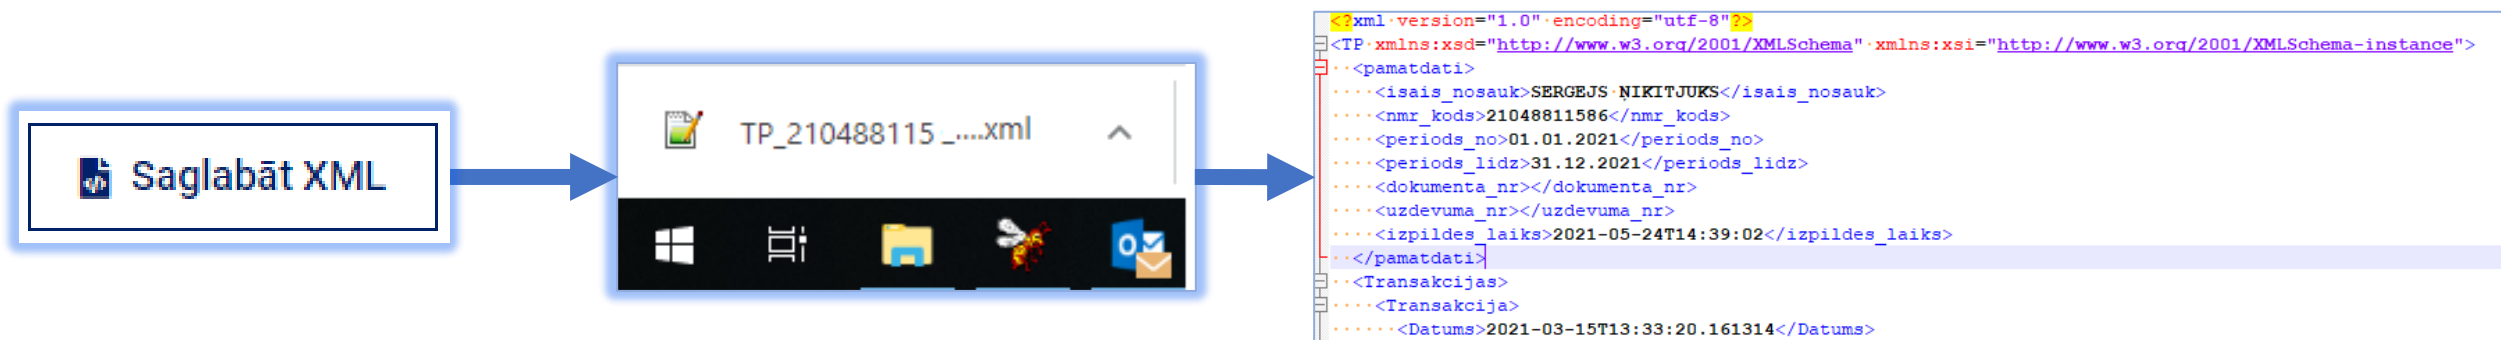 Saglabāt XML
TP_210488115_....xml
<?xml version="1.0" encoding="utf-8"?>
<TP xmlns:xsd="http://www.w3.org/2001/XMLSchema" xmlns:xsi="http://www.w3.org/2001/XMLSchema-instance">
<pamatdati>
<isais_nosauk>SERGEJS ŅIKITJUKS</isais_nosauk>
<nmr_kods>21048811586</nmr_kods>
<periods_no>01.01.2021</periods_no>
<periods_lidz>31.12.2021</periods_lidz>
<dokumenta_nr></dokumenta_nr>
<uzdevuma_nr></uzdevuma_nr>
<izpildes_laiks>2021-05-24T14:39:02</izpildes_laiks>
</pamatdati>
<Transakcijas>
<Transakcija>
<Datums>2021-03-15T13:33:20.161314</Datums>